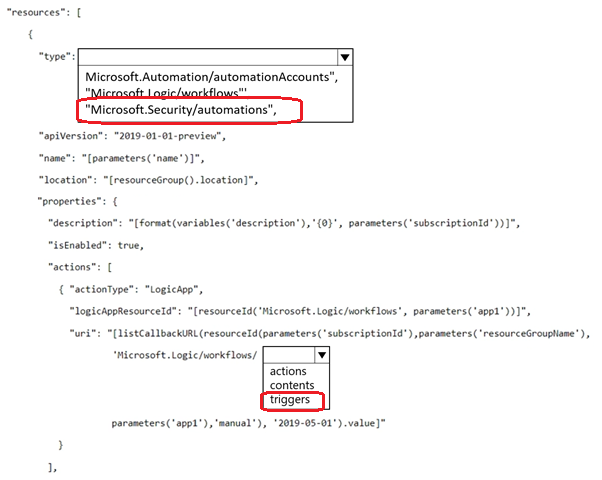 "resources": [
{
"type":
Microsoft.Automation/automationAccounts",
"Microsoft.Logic/workflows"'
"Microsoft.Security/automations",
"apiVersion": "2019-01-01-preview",
"name": "[parameters('name')]",
"location": "[resourceGroup().location]",
"properties": {
"description": "[format(variables('description'),'{0}', parameters('subscriptionId'))]",
"isEnabled": true,
"actions": [
{ "actionType": "LogicApp",
"logicAppResourceId": "[resourceId('Microsoft.Logic/workflows', parameters('app1'))]",
"uri": "[listCallbackURL(resourceId(parameters('subscriptionId'),parameters('resourceGroupName'),
'Microsoft.Logic/workflows/
actions
contents
triggers
parameters('app1'),'manual'), '2019-05-01').value]"
}
],